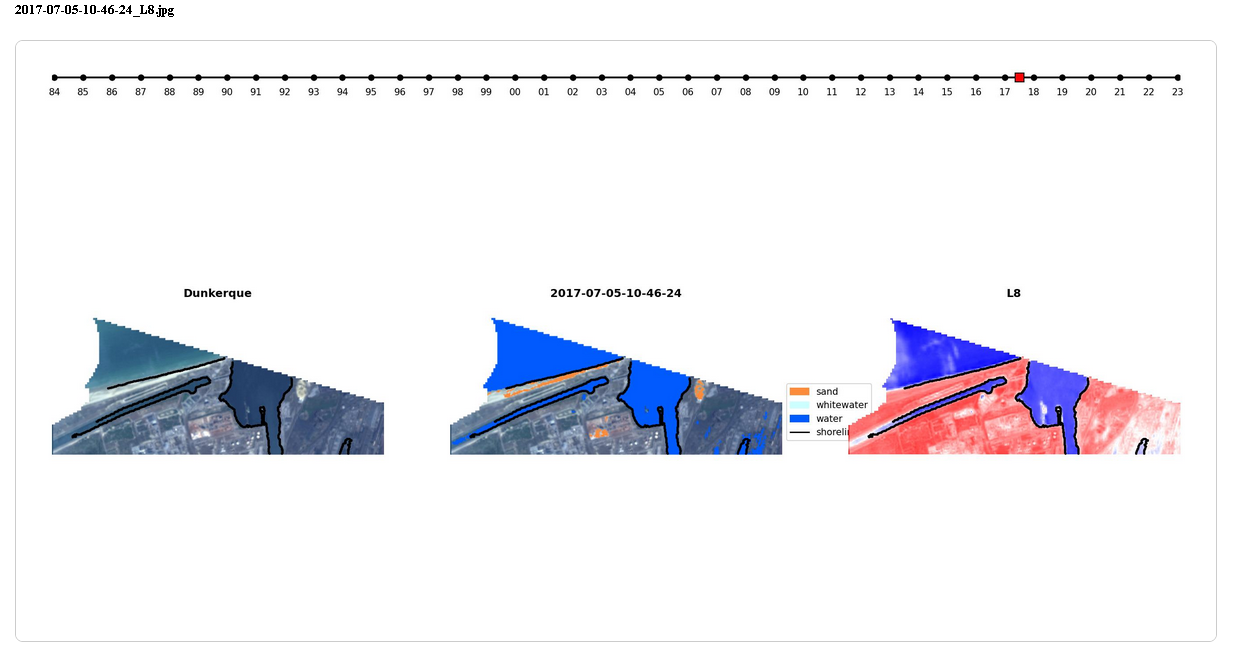 2017-07-05-10-46-24_L8.jpg
84 85 86 87 88 89 90 91 92 93 94 95 96 97 98 99 00 01 02 03 04 05 06 07 08 09 10 11 12 13 14 15 16 17 18 19 20 21 22 23
Dunkerque 2017-07-05-10-46-24 L8
sand
whitewater
water
shoreli